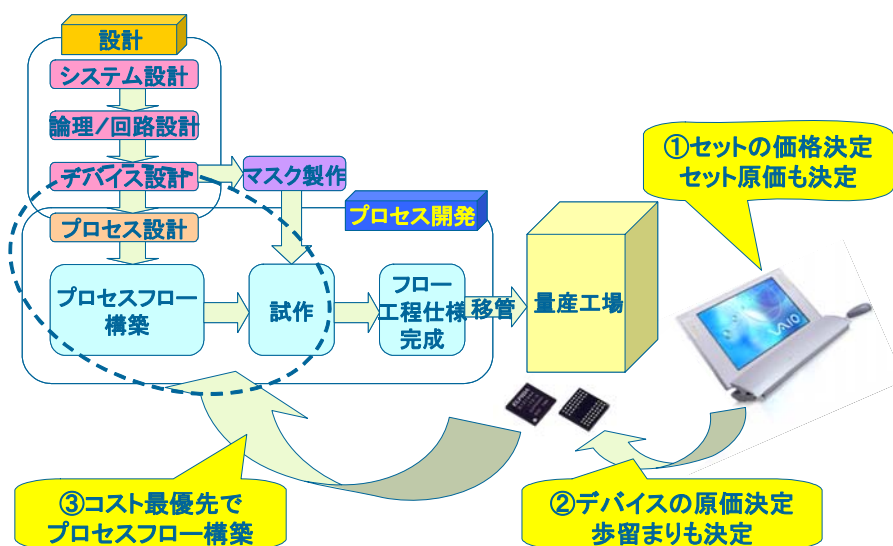 設計
システム設計
論理/回路設計
デバイス設計
マスク製作
プロセス開発
プロセス設計
プロセスフロー
構築
試作
フロー
工程仕様
完成
移管
量産工場
①セットの価格決定
セット原価も決定
VAIO
ELPIDA
②デバイスの原価決定
歩留まりも決定
③コスト最優先で
プロセスフロー構築